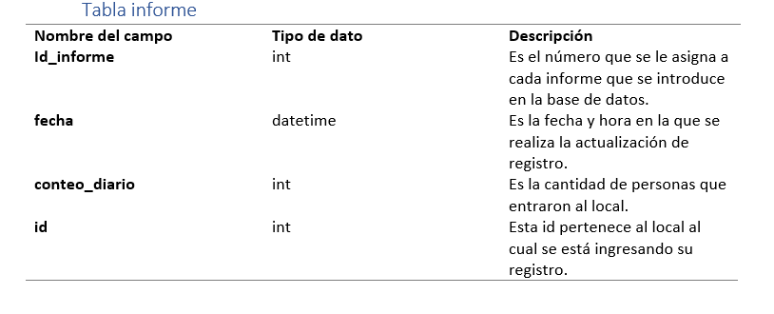 Tabla informe
Nombre del campo Tipo de dato Descripción
Id_informe int Es el número que se le asigna a
cada informe que se introduce
en la base de datos.
fecha datetime Es la fecha y hora en la que se
realiza la actualización de
registro.
conteo_diario int Es la cantidad de personas que
entraron al local.
id int Esta id pertenece al local al
cual se está ingresando su
registro.